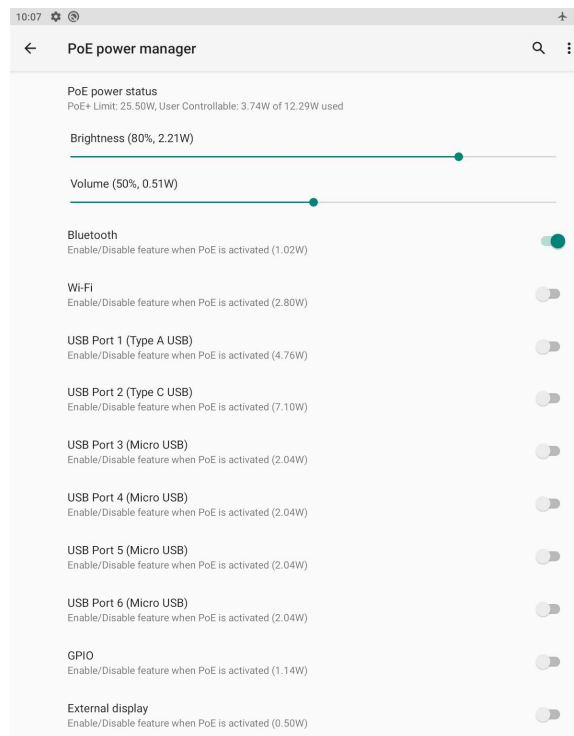 10:07
PoE power manager
PoE power status
PoE+ Limit: 25.50W, User Controllable: 3.74W of 12.29W used
Brightness (80%, 2.21W)
Volume (50%, 0.51W)
Bluetooth
Enable/Disable feature when PoE is activated (1.02W)
Wi-Fi
Enable/Disable feature when PoE is activated (2.80W)
USB Port 1 (Type A USB)
Enable/Disable feature when PoE is activated (4.76W)
USB Port 2 (Type C USB)
Enable/Disable feature when PoE is activated (7.10W)
USB Port 3 (Micro USB)
Enable/Disable feature when PoE is activated (2.04W)
USB Port 4 (Micro USB)
Enable/Disable feature when PoE is activated (2.04W)
USB Port 5 (Micro USB)
Enable/Disable feature when PoE is activated (2.04W)
USB Port 6 (Micro USB)
Enable/Disable feature when PoE is activated (2.04W)
GPIO
Enable/Disable feature when PoE is activated (1.14W)
External display
Enable/Disable feature when PoE is activated (0.50W)